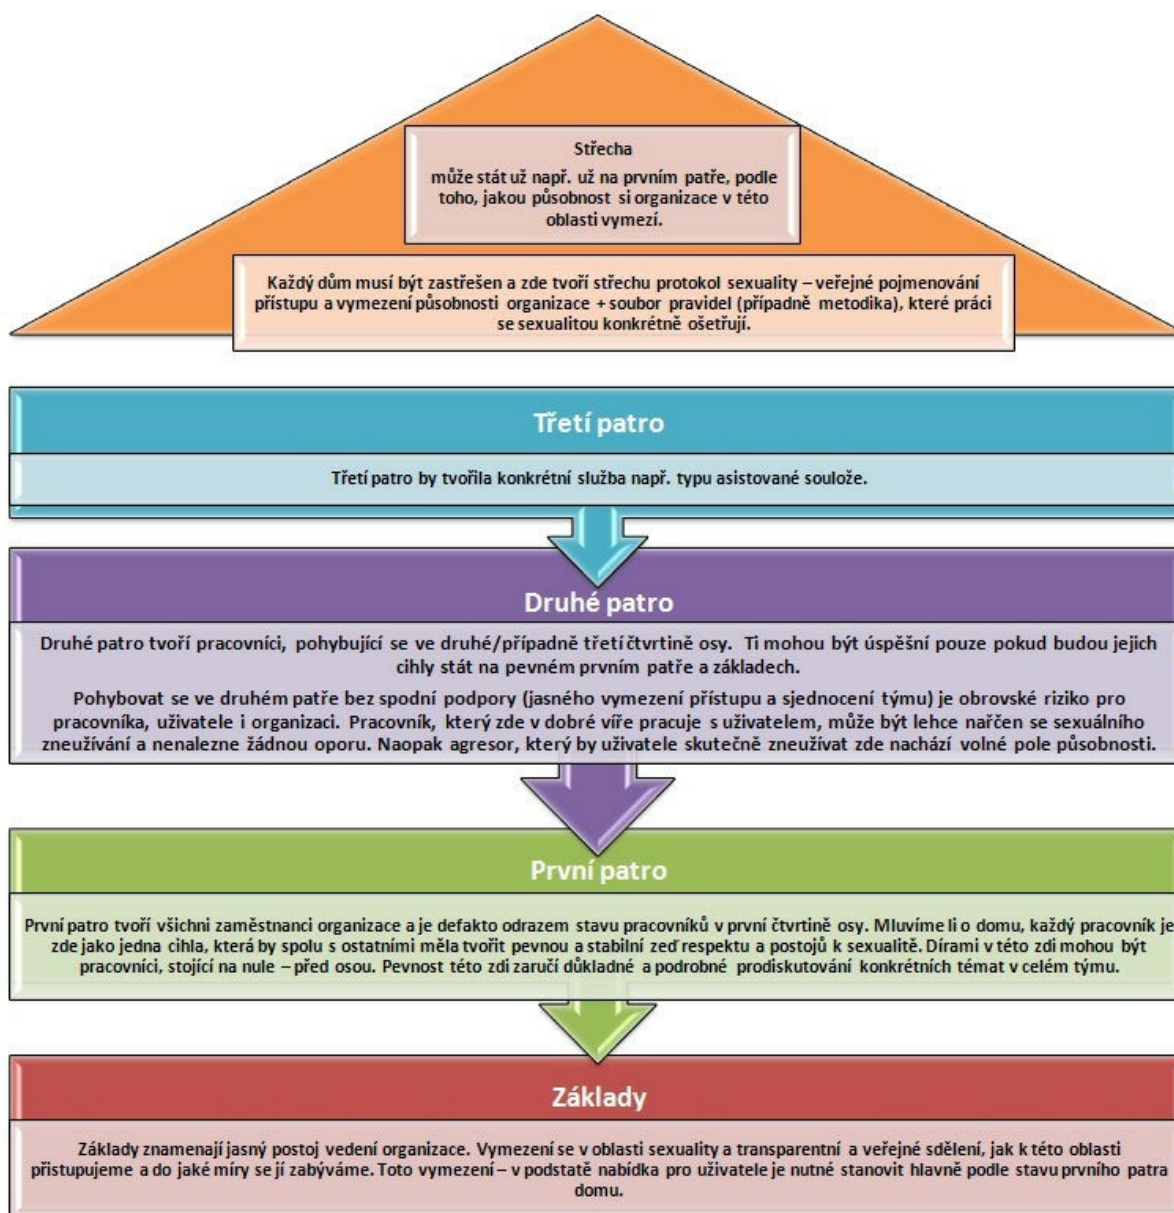 Střecha
může stát už např. už na prvním patře, podle
toho, jakou působnost si organizace v této
oblasti vymezí.
Každý dům musí být zastřešen a zde tvoří střechu protokol sexuality – veřejné pojmenování
přístupu a vymezení působnosti organizace + soubor pravidel (případně metodika), které práci
se sexualitou konkrétně ošetřují.
Třetí patro
Třetí patro by tvořila konkrétní služba např. typu asistované soulože.
Druhé patro
Druhé patro tvoří pracovníci, pohybující se ve druhé/případně třetí čtvrtině osy. Ti mohou být úspěšní pouze pokud budou jejich
cihly stát na pevném prvním patře a základech.
Pohybovat se ve druhém patře bez spodní podpory (jasného vymezení přístupu a sjednocení týmu) je obrovské riziko pro
pracovníka, uživatele i organizaci. Pracovník, který zde v dobré víře pracuje s uživatelem, může být lehce nařčen se sexuálního
zneužívání a nenalezne žádnou oporu. Naopak agresor, který by uživatele skutečně zneužívat zde nachází volné pole působnosti.
První patro
První patro tvoří všichni zaměstnanci organizace a je defakto odrazem stavu pracovníků v první čtvrtině osy. Mluvíme li o domu, každý pracovník je
zde jako jedna cihla, která by spolu s ostatními měla tvořit pevnou a stabilní zeď respektu a postojů k sexualitě. Dírami v této zdi mohou být
pracovníci, stojící na nule – před osou. Pevnost této zdi zaručí důkladné a podrobné prodiskutování konkrétních témat v celém týmu.
Základy
Základy znamenají jasný postoj vedení organizace. Vymezení se v oblasti sexuality a transparentní a veřejné sdělení, jak k této oblasti
přistupujeme a do jaké míry se jí zabýváme. Toto vymezení – v podstatě nabídka pro uživatele je nutné stanovit hlavně podle stavu prvního patra
domu.